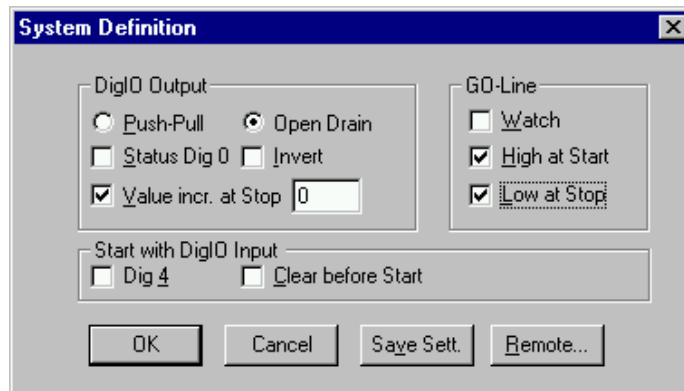 System Definition
DigIO Output
Push-Pull Open Drain
Status Dig 0 Invert
Value incr. at Stop 0
GO-Line
Watch
High at Start
Low at Stop
Start with DigIO Input
Dig 4 Clear before Start
OK Cancel Save Sett. Remote...